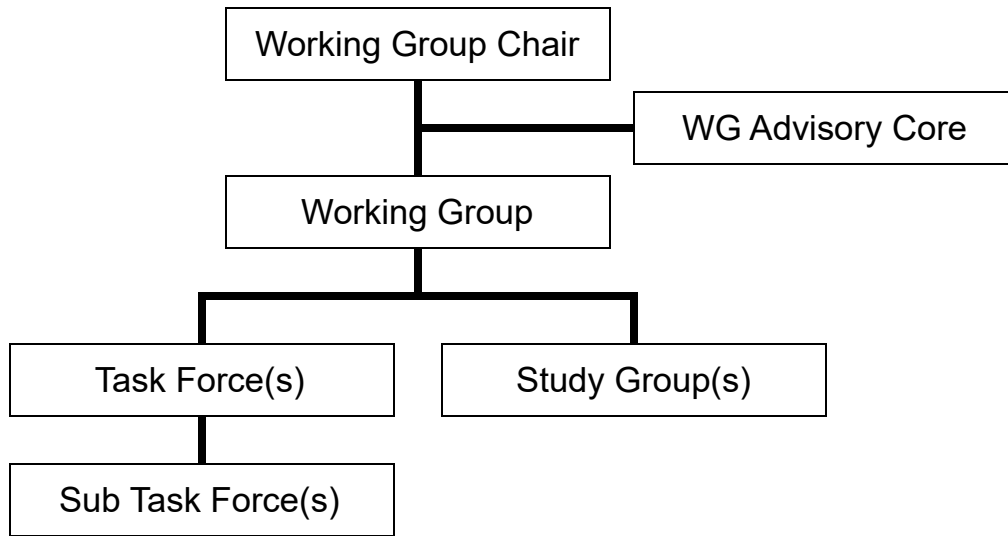 Working Group Chair
WG Advisory Core
Working Group
Task Force(s)
Study Group(s)
Sub Task Force(s)